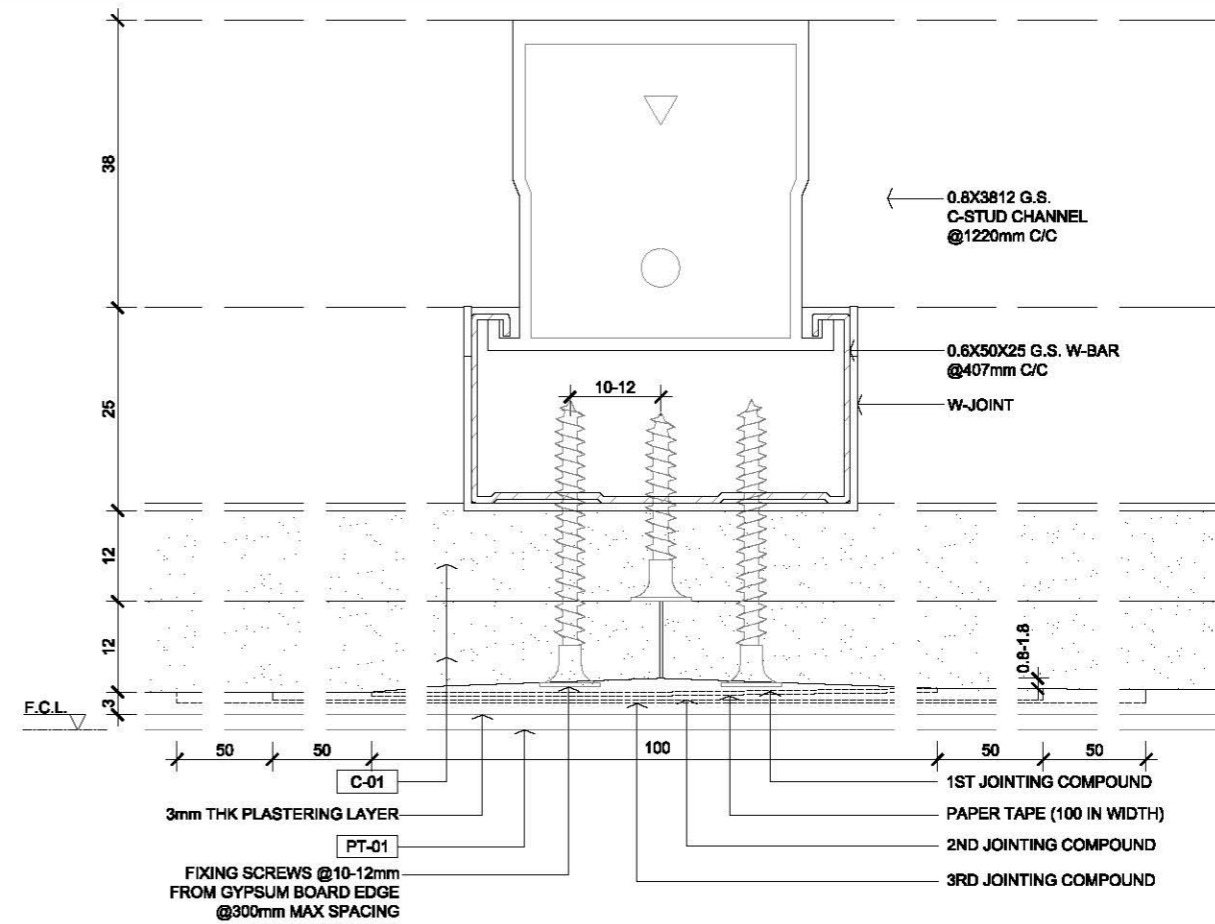 38
0.8X3812 G.S.
C-STUD CHANNEL
@1220mm C/C
0.6X50X25 G.S. W-BAR
@407mm C/C
W-JOINT
10-12
25
12
12
0.8-1.8
3
F.C.L.
50
50
100
50
50
C-01
3mm THK PLASTERING LAYER
PT-01
FIXING SCREWS @10-12mm
FROM GYPSUM BOARD EDGE
@300mm MAX SPACING
1ST JOINTING COMPOUND
PAPER TAPE (100 IN WIDTH)
2ND JOINTING COMPOUND
3RD JOINTING COMPOUND